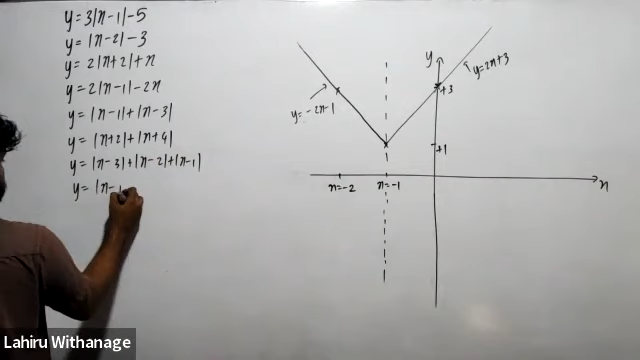 y = 3|x-1|-5
y = |x-2|-3
y = 2|x+2|+x
y = 2|x-1|-2x
y = |x-1|+|x-3|
y = |x+2|+|x+4|
y = |x-3|+|x-2|+|x-1|
y = |x-1
y
y=2x+3
+3
y=-2x-1
+1
x=-2
x=-1
x
Lahiru Withanage